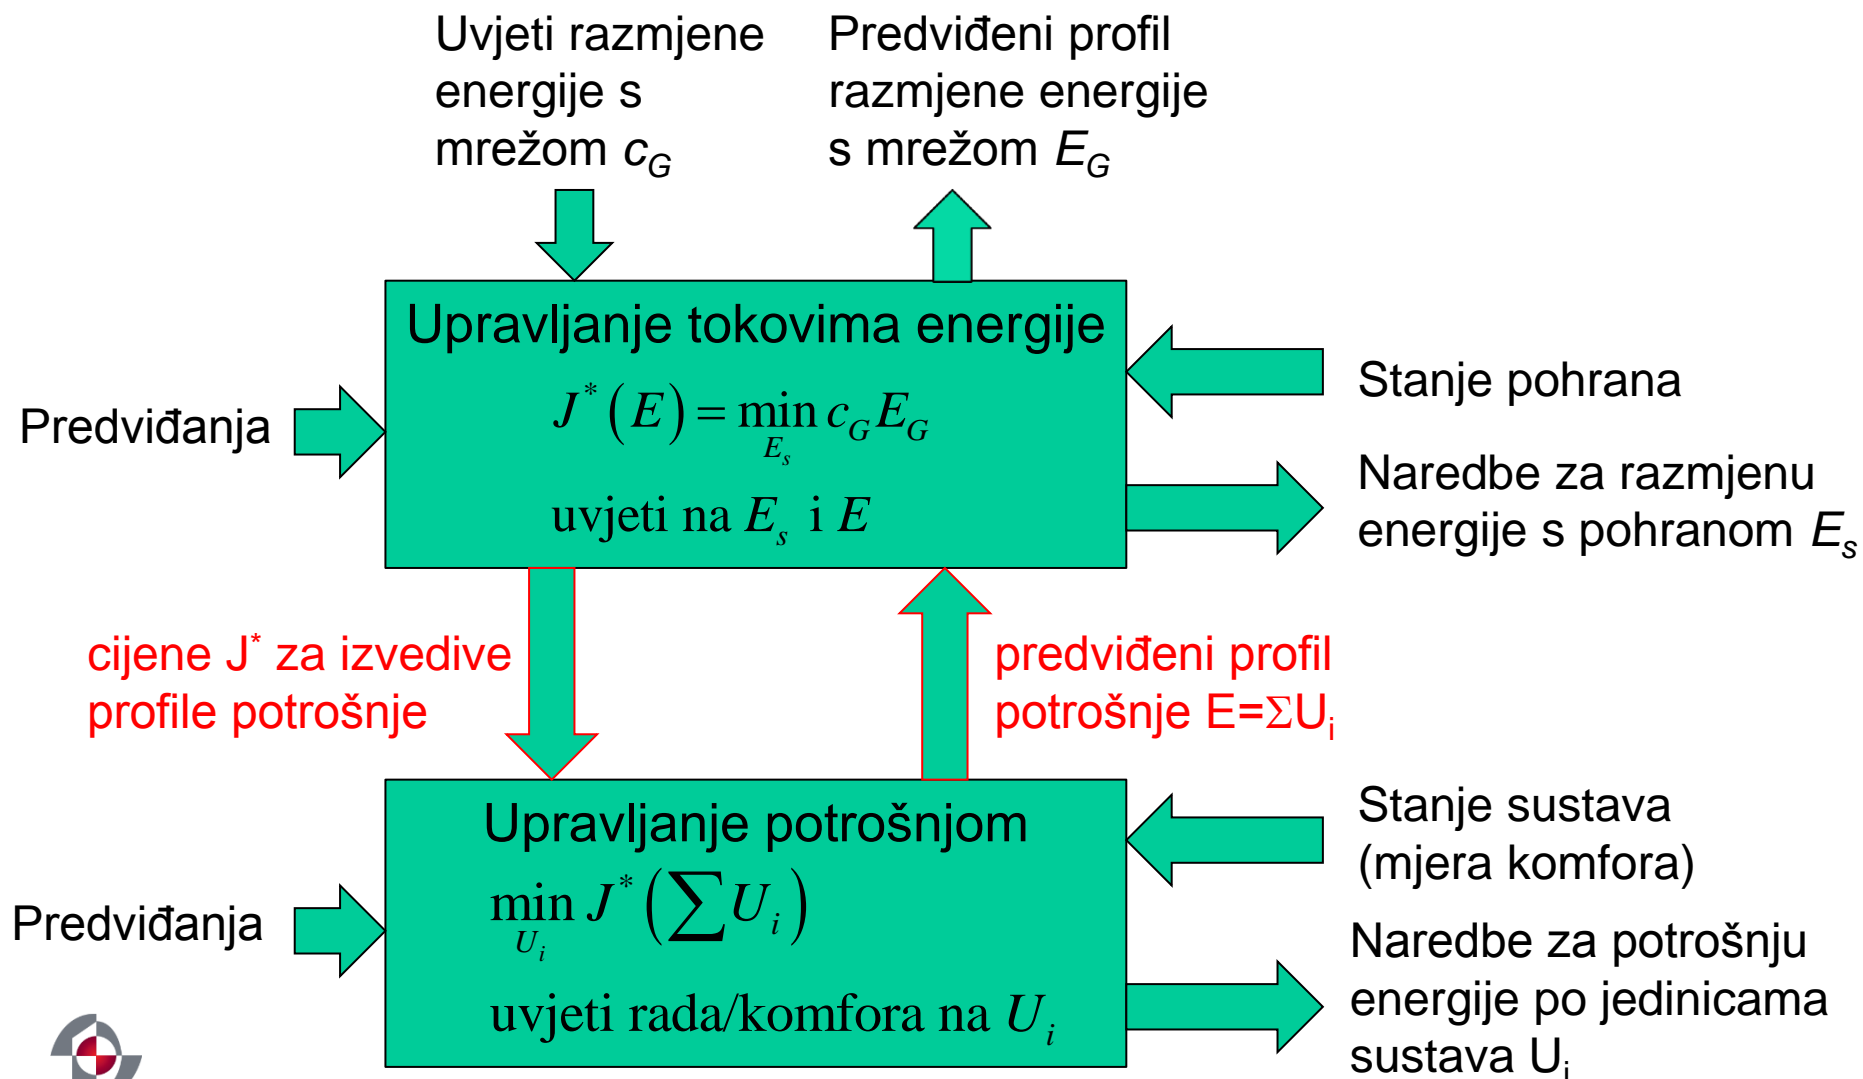 Uvjeti razmjene
energije s
mrežom c_G
Predviđeni profil
razmjene energije
s mrežom E_G
Upravljanje tokovima energije
J^*(E) = min_{E_s} c_G E_G
uvjeti na E_s i E
Predviđanja
Stanje pohrana
Naredbe za razmjenu
energije s pohranom E_s
cijene J^* za izvedive
profile potrošnje
predviđeni profil
potrošnje E=ΣU_i
Upravljanje potrošnjom
min_{U_i} J^*(∑U_i)
uvjeti rada/komfora na U_i
Predviđanja
Stanje sustava
(mjera komfora)
Naredbe za potrošnju
energije po jedinicama
sustava U_i